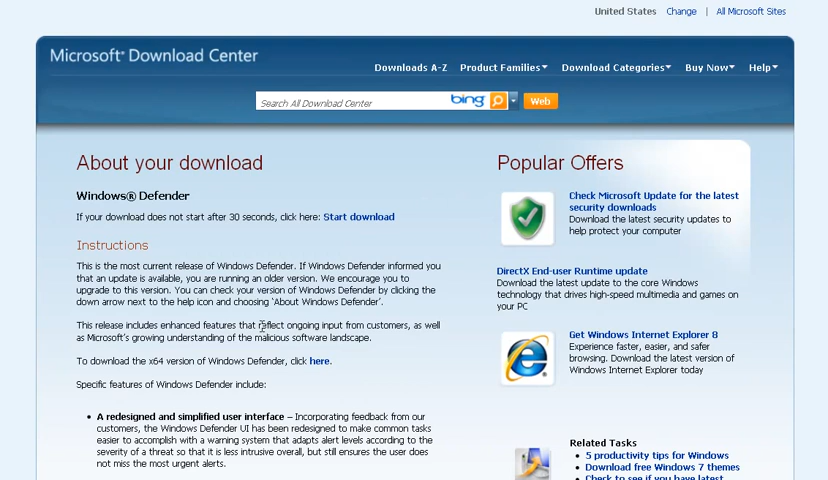 United States Change | All Microsoft Sites
Microsoft® Download Center
Downloads A-Z Product Families Download Categories Buy Now Help
Search All Download Center bing Web
About your download
Windows® Defender
If your download does not start after 30 seconds, click here: Start download
Instructions
This is the most current release of Windows Defender. If Windows Defender informed you
that an update is available, you are running an older version. We encourage you to
upgrade to this version. You can check your version of Windows Defender by clicking the
down arrow next to the help icon and choosing 'About Windows Defender'.
This release includes enhanced features that reflect ongoing input from customers, as well
as Microsoft's growing understanding of the malicious software landscape.
To download the x64 version of Windows Defender, click here.
Specific features of Windows Defender include:
• A redesigned and simplified user interface – Incorporating feedback from our
customers, the Windows Defender UI has been redesigned to make common tasks
easier to accomplish with a warning system that adapts alert levels according to the
severity of a threat so that it is less intrusive overall, but still ensures the user does
not miss the most urgent alerts.
Popular Offers
Check Microsoft Update for the latest
security downloads
Download the latest security updates to
help protect your computer
DirectX End-user Runtime update
Download the latest update to the core Windows
technology that drives high-speed multimedia and games on
your PC
Get Windows Internet Explorer 8
Experience faster, easier, and safer
browsing. Download the latest version of
Windows Internet Explorer today
Related Tasks
• 5 productivity tips for Windows
• Download free Windows 7 themes
• Check to see if you have latest